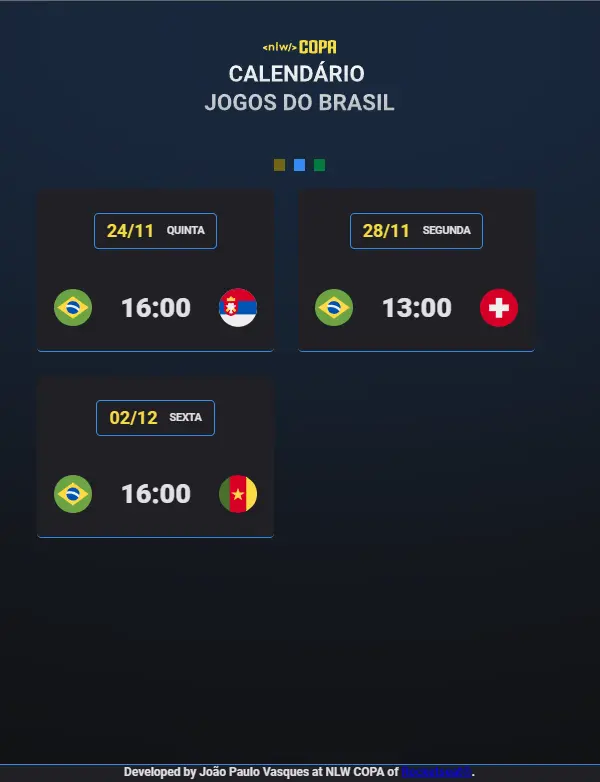 <nlw/> COPA
CALENDÁRIO
JOGOS DO BRASIL
24/11 QUINTA
16:00
28/11 SEGUNDA
13:00
02/12 SEXTA
16:00
Developed by João Paulo Vasques at NLW COPA of